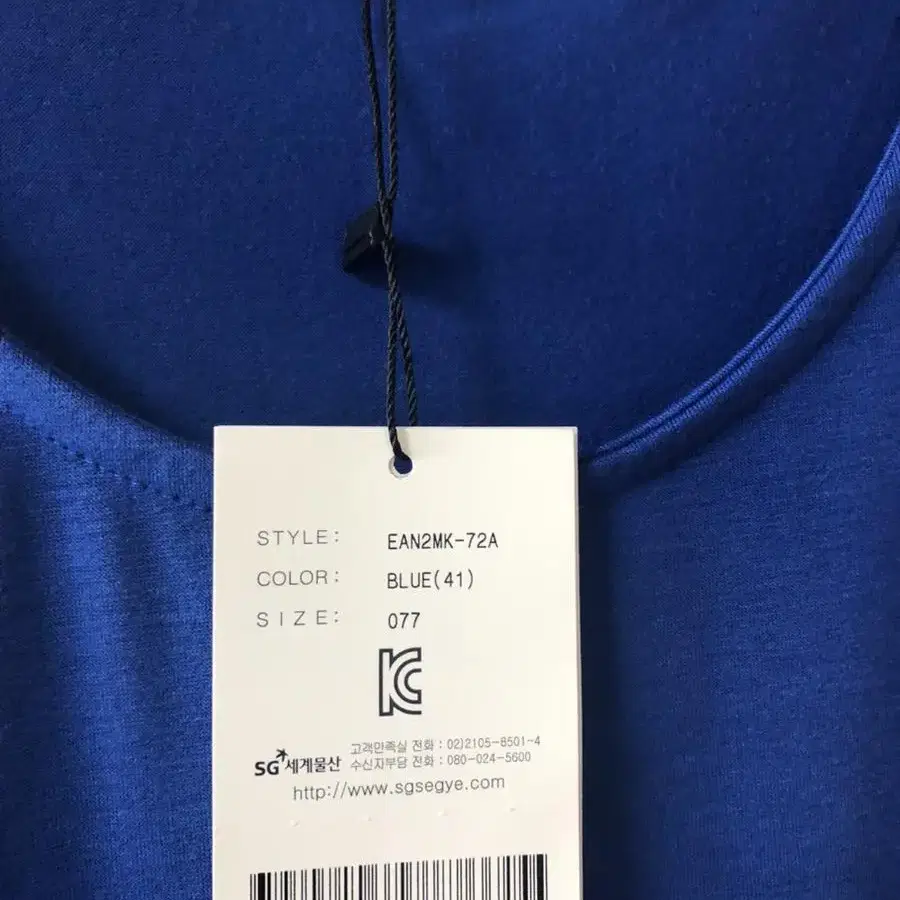 STYLE: EAN2MK-72A
COLOR: BLUE(41)
SIZE: 077
KC
고객만족실 전화 : 02)2105-8501-4
SG세계물산 수신자부담 전화 : 080-024-5600
http://www.sgsegye.com